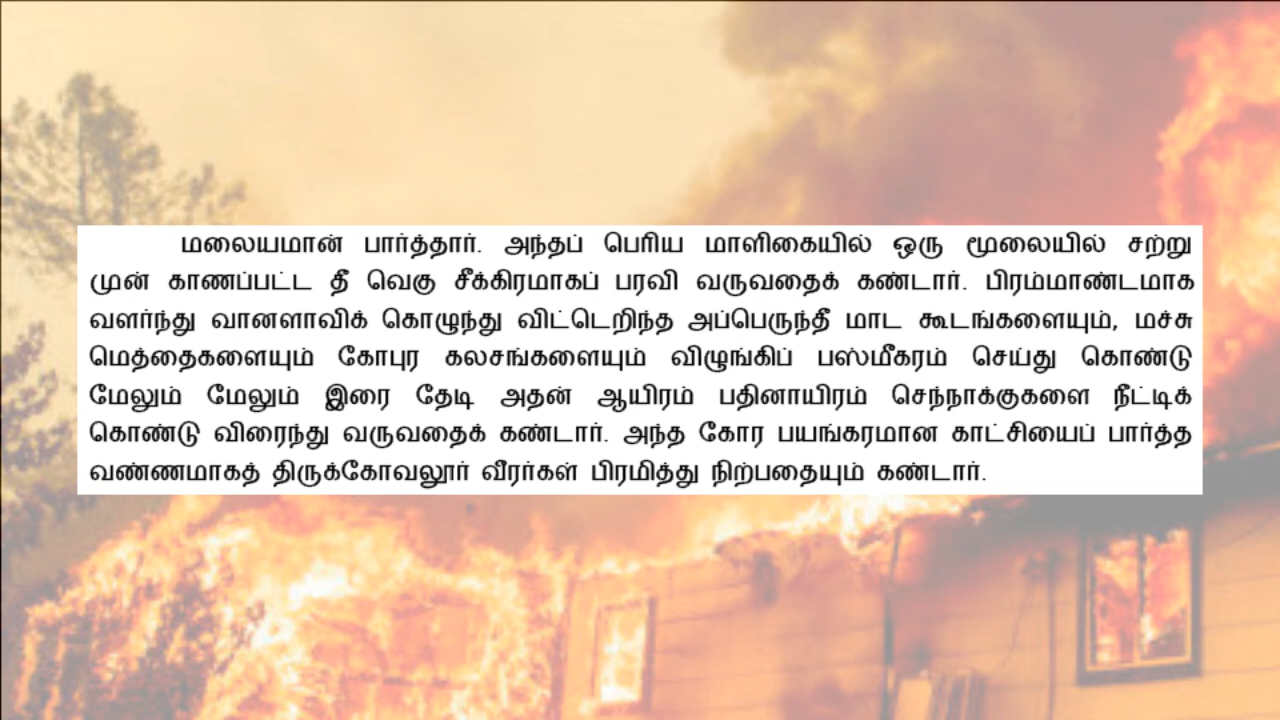 மலையமான் பார்த்தார். அந்தப் பெரிய மாளிகையில் ஒரு மூலையில் சற்று
முன் காணப்பட்ட தீ வெகு சீக்கிரமாகப் பரவி வருவதைக் கண்டார். பிரம்மாண்டமாக
வளர்ந்து வானளாவிக் கொழுந்து விட்டெறிந்த அப்பெருந்தீ மாட கூடங்களையும், மச்சு
மெத்தைகளையும் கோபுர கலசங்களையும் விழுங்கிப் பஸ்மீகரம் செய்து கொண்டு
மேலும் மேலும் இரை தேடி அதன் ஆயிரம் பதினாயிரம் செந்நாக்குகளை நீட்டிக்
கொண்டு விரைந்து வருவதைக் கண்டார். அந்த கோர பயங்கரமான காட்சியைப் பார்த்த
வண்ணமாகத் திருக்கோவலூர் வீரர்கள் பிரமித்து நிற்பதையும் கண்டார்.